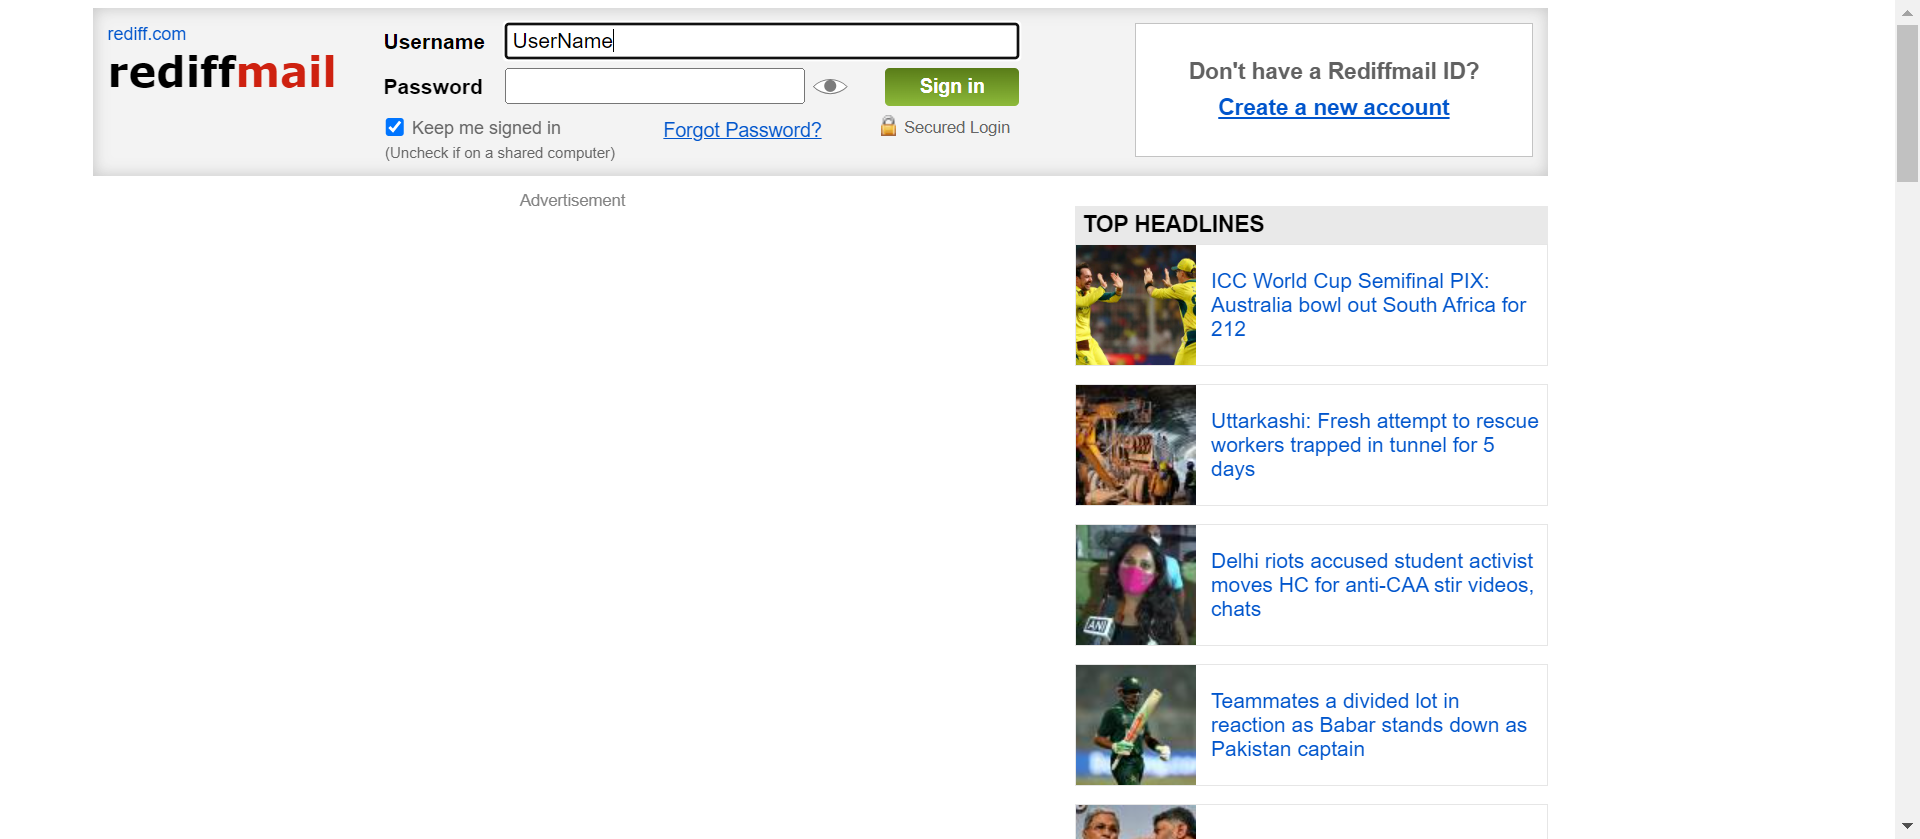 rediff.com
rediffmail
Username
UserName
Password
Sign in
Keep me signed in
(Uncheck if on a shared computer)
Forgot Password?
Secured Login
Don't have a Rediffmail ID?
Create a new account
Advertisement
TOP HEADLINES
ICC World Cup Semifinal PIX:
Australia bowl out South Africa for
212
Uttarkashi: Fresh attempt to rescue
workers trapped in tunnel for 5
days
Delhi riots accused student activist
moves HC for anti-CAA stir videos,
chats
ANI
Teammates a divided lot in
reaction as Babar stands down as
Pakistan captain